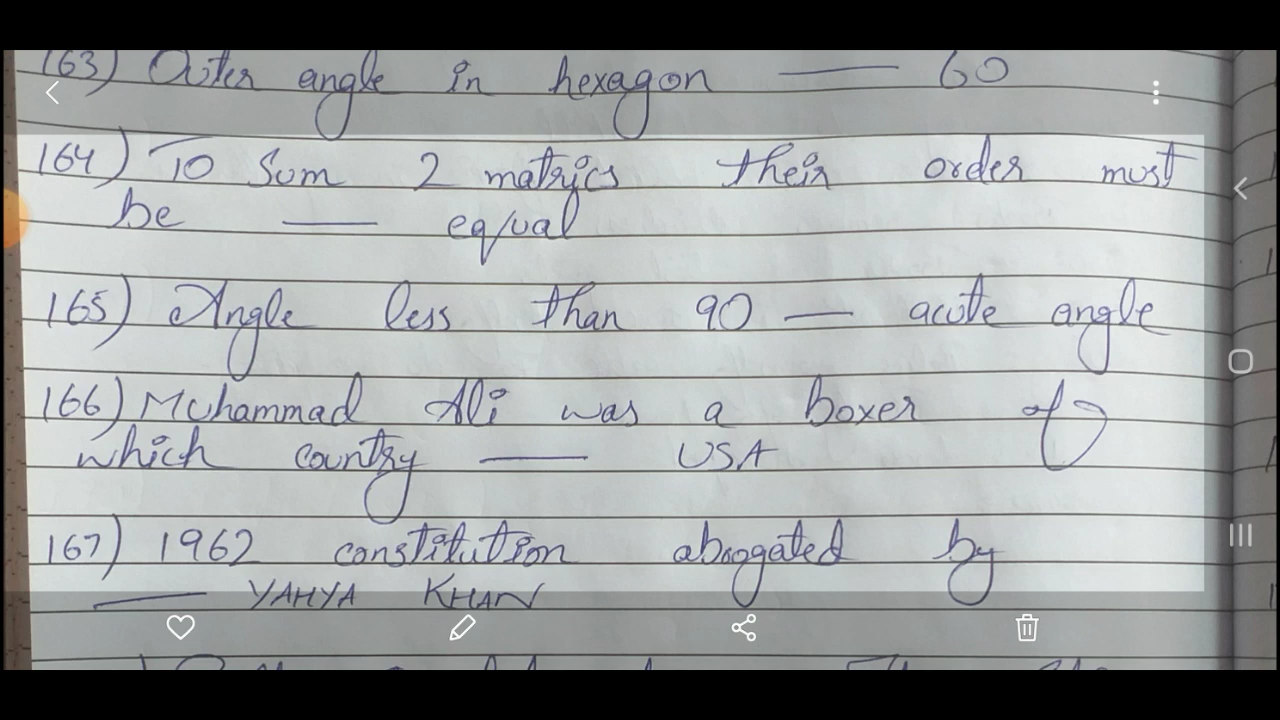 163) Outer angle in hexagon — 60
164) To Sum 2 matrics their order must
be — equal
165) Angle less than 90 — acute angle
166) Muhammad Ali was a boxer of
which country — USA
167) 1962 constitution abrogated by
— YAHYA KHAN